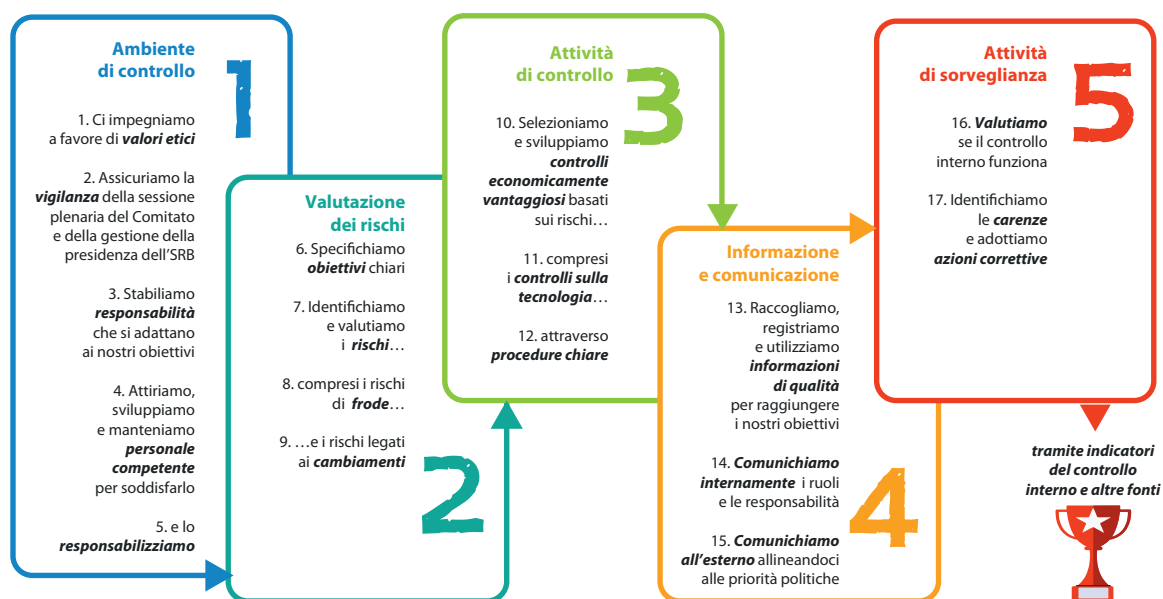 Ambiente
di controllo
1
1. Ci impegniamo
a favore di valori etici
2. Assicuriamo la
vigilanza della sessione
plenaria del Comitato
e della gestione della
presidenza dell'SRB
3. Stabiliamo
responsabilità
che si adattano
ai nostri obiettivi
4. Attiriamo,
sviluppiamo
e manteniamo
personale
competente
per soddisfarlo
5. e lo
responsabilizziamo
Valutazione
dei rischi
6. Specifichiamo
obiettivi chiari
7. Identifichiamo
e valutiamo
i rischi…
8. compresi i rischi
di frode…
9. …e i rischi legati
ai cambiamenti
2
Attività
di controllo
3
10. Selezioniamo
e sviluppiamo
controlli
economicamente
vantaggiosi basati
sui rischi…
11. compresi
i controlli sulla
tecnologia…
12. attraverso
procedure chiare
Informazione
e comunicazione
13. Raccogliamo,
registriamo
e utilizziamo
informazioni
di qualità
per raggiungere
i nostri obiettivi
14. Comunichiamo
internamente i ruoli
e le responsabilità
15. Comunichiamo
all'esterno allineandoci
alle priorità politiche
4
Attività
di sorveglianza
5
16. Valutiamo
se il controllo
interno funziona
17. Identifichiamo
le carenze
e adottiamo
azioni correttive
tramite indicatori
del controllo
interno e altre fonti